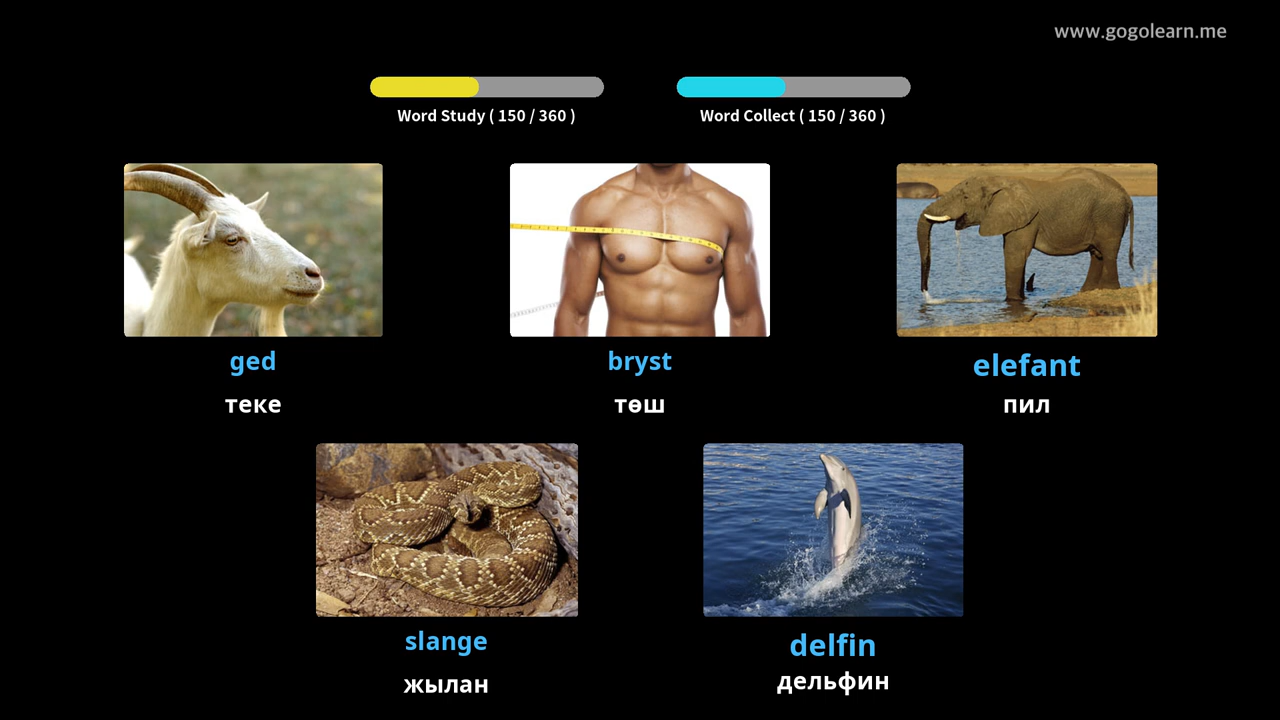 www.gogolearn.me
Word Study ( 150 / 360 )
Word Collect ( 150 / 360 )
ged
bryst
elefant
теке
төш
пил
slange
delfin
жылан
дельфин